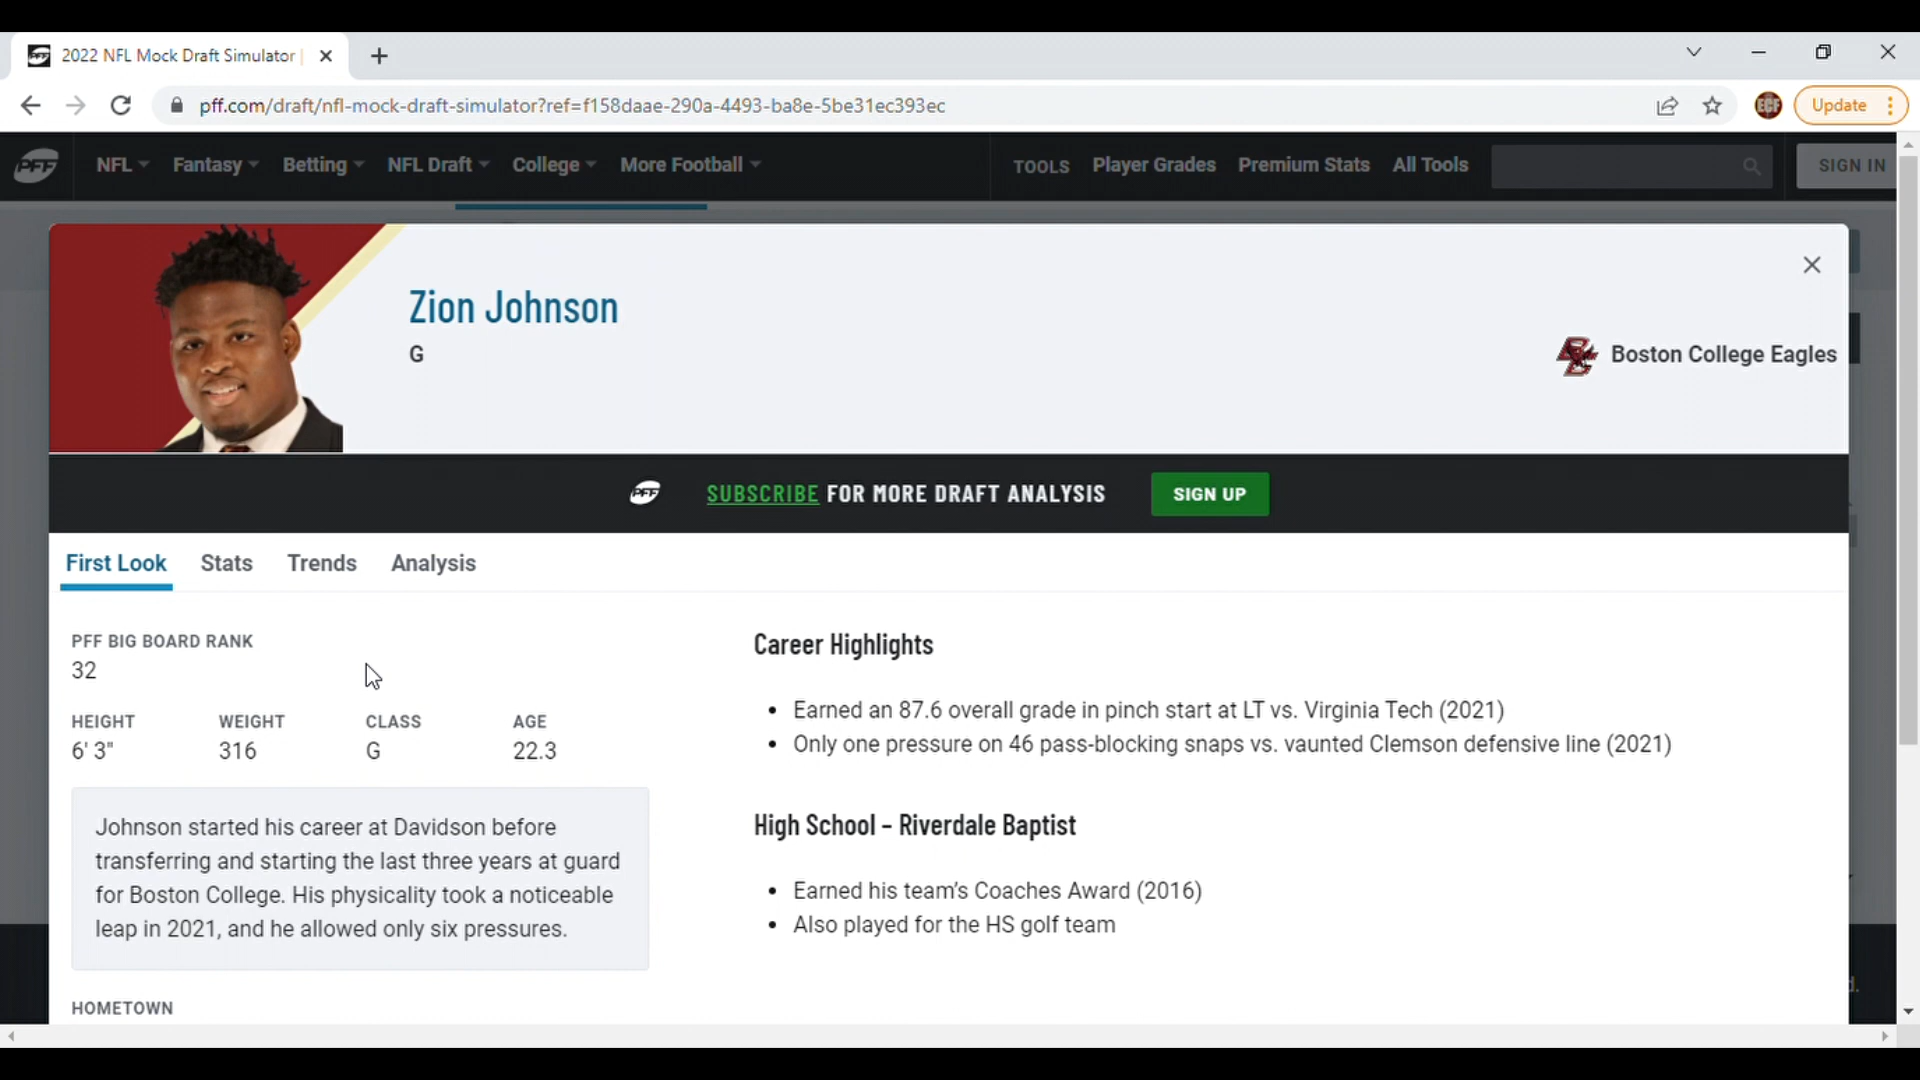 2022 NFL Mock Draft Simulator |
pff.com/draft/nfl-mock-draft-simulator?ref=f158daae-290a-4493-ba8e-5be31ec393ec
ECF
Update
PFF
NFL
Fantasy
Betting
NFL Draft
College
More Football
TOOLS
Player Grades
Premium Stats
All Tools
SIGN IN
Zion Johnson
G
Boston College Eagles
PFF
SUBSCRIBE FOR MORE DRAFT ANALYSIS
SIGN UP
First Look
Stats
Trends
Analysis
PFF BIG BOARD RANK
32
HEIGHT
WEIGHT
CLASS
AGE
6' 3"
316
G
22.3
Johnson started his career at Davidson before
transferring and starting the last three years at guard
for Boston College. His physicality took a noticeable
leap in 2021, and he allowed only six pressures.
HOMETOWN
Career Highlights
• Earned an 87.6 overall grade in pinch start at LT vs. Virginia Tech (2021)
• Only one pressure on 46 pass-blocking snaps vs. vaunted Clemson defensive line (2021)
High School – Riverdale Baptist
• Earned his team's Coaches Award (2016)
• Also played for the HS golf team
d.